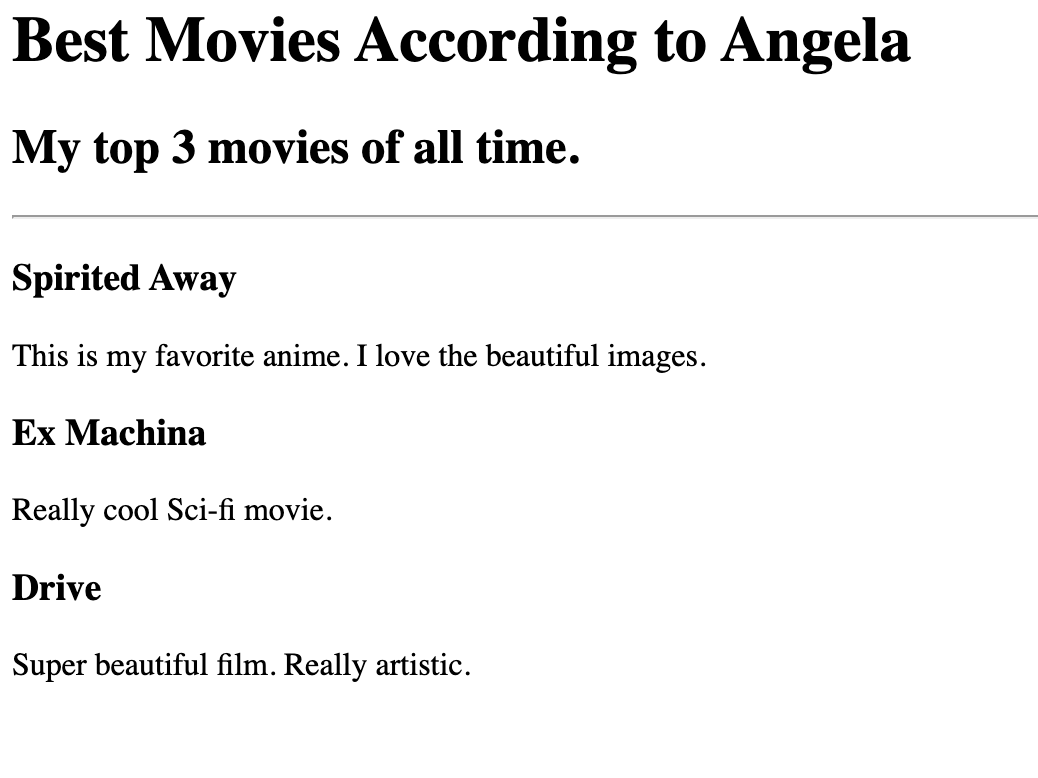 Best Movies According to Angela
My top 3 movies of all time.
Spirited Away
This is my favorite anime. I love the beautiful images.
Ex Machina
Really cool Sci-fi movie.
Drive
Super beautiful film. Really artistic.